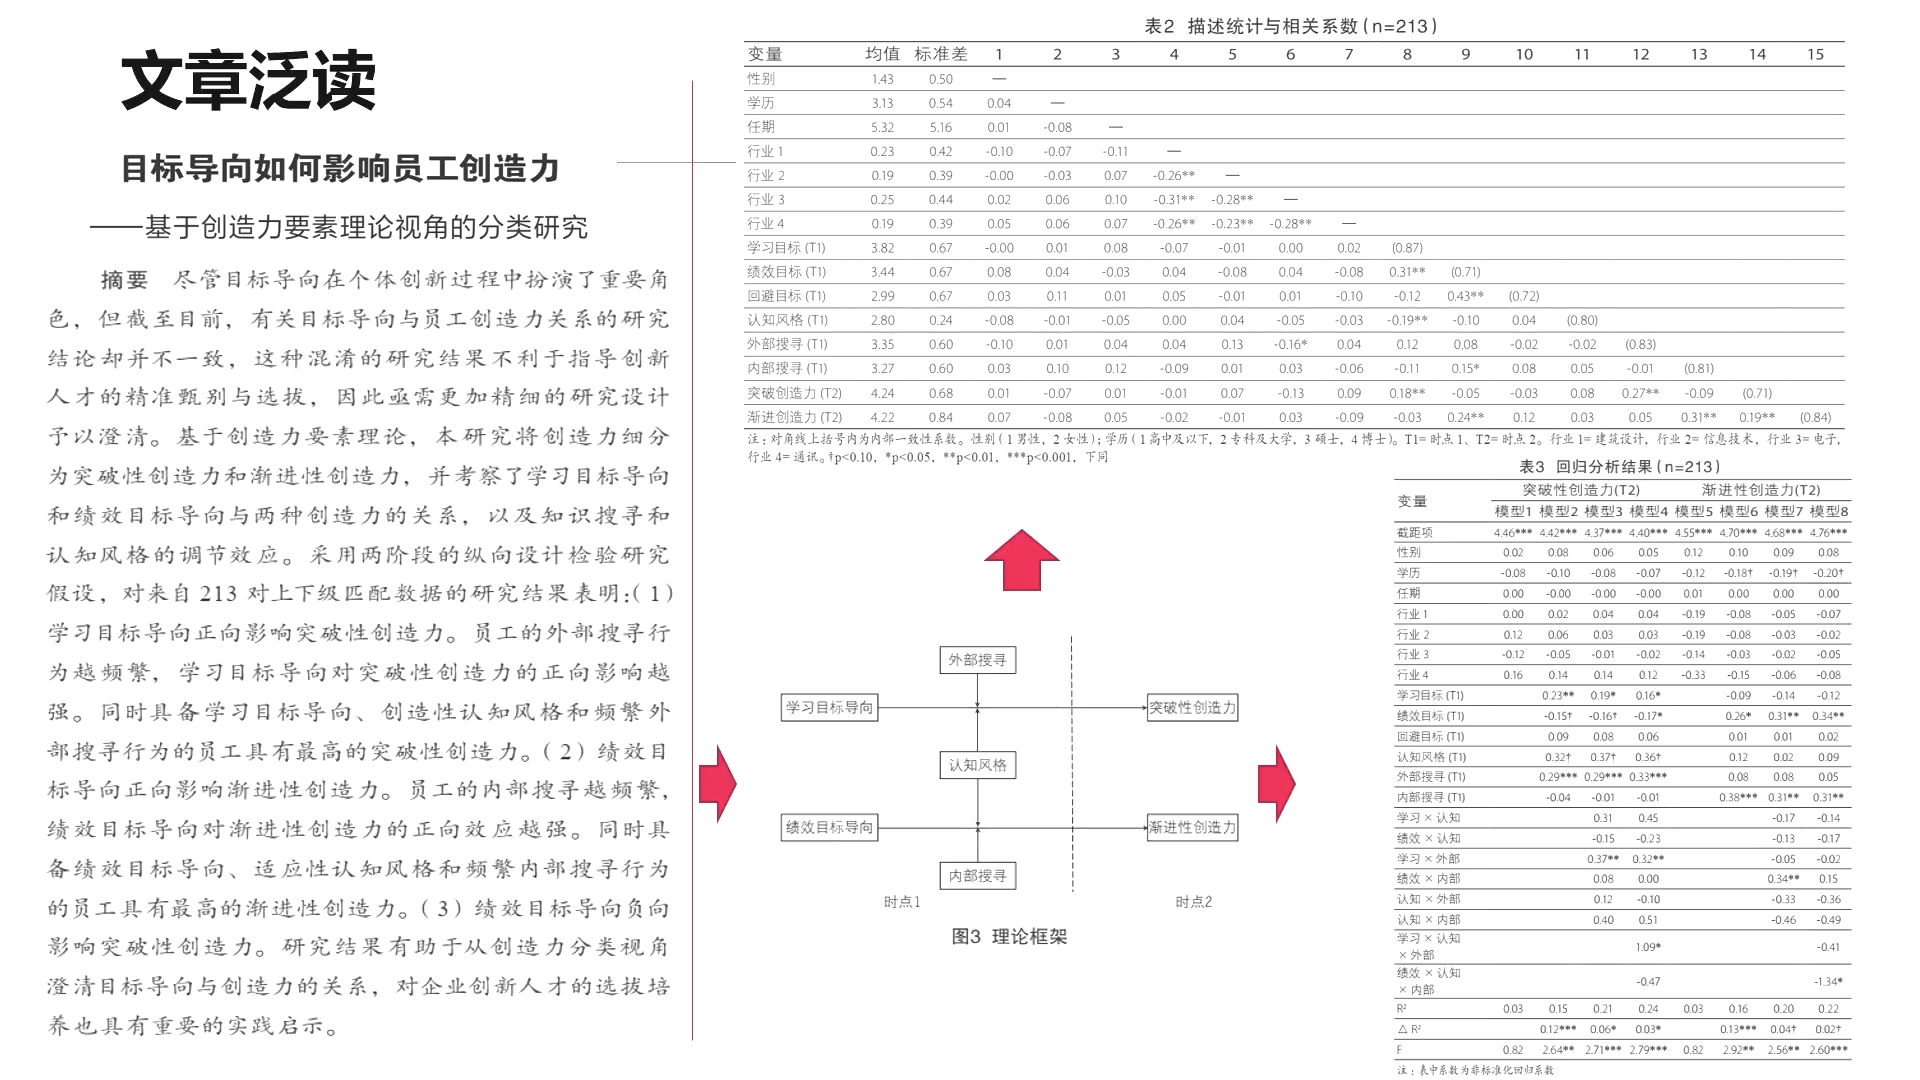 文章泛读
目标导向如何影响员工创造力
——基于创造力要素理论视角的分类研究
摘要 尽管目标导向在个体创新过程中扮演了重要角
色，但截至目前，有关目标导向与员工创造力关系的研究
结论却并不一致，这种混淆的研究结果不利于指导创新
人才的精准甄别与选拔，因此亟需更加精细的研究设计
予以澄清。基于创造力要素理论，本研究将创造力细分
为突破性创造力和渐进性创造力，并考察了学习目标导向
和绩效目标导向与两种创造力的关系，以及知识搜寻和
认知风格的调节效应。采用两阶段的纵向设计检验研究
假设，对来自 213 对上下级匹配数据的研究结果表明:(1)
学习目标导向正向影响突破性创造力。员工的外部搜寻行
为越频繁，学习目标导向对突破性创造力的正向影响越
强。同时具备学习目标导向、创造性认知风格和频繁外
部搜寻行为的员工具有最高的突破性创造力。(2) 绩效目
标导向正向影响渐进性创造力。员工的内部搜寻越频繁，
绩效目标导向对渐进性创造力的正向效应越强。同时具
备绩效目标导向、适应性认知风格和频繁内部搜寻行为
的员工具有最高的渐进性创造力。(3) 绩效目标导向负向
影响突破性创造力。研究结果有助于从创造力分类视角
澄清目标导向与创造力的关系，对企业创新人才的选拔培
养也具有重要的实践启示。
表2 描述统计与相关系数(n=213)
变量 均值 标准差 1 2 3 4 5 6 7 8 9 10 11 12 13 14 15
性别 1.43 0.50 —
学历 3.13 0.54 0.04 —
任期 5.32 5.16 0.01 -0.08 —
行业 1 0.23 0.42 -0.10 -0.07 -0.11 —
行业 2 0.19 0.39 -0.00 -0.03 0.07 -0.26** —
行业 3 0.25 0.44 0.02 0.06 0.10 -0.31** -0.28** —
行业 4 0.19 0.39 0.05 0.06 0.07 -0.26** -0.23** -0.28** —
学习目标 (T1) 3.82 0.67 -0.00 0.01 0.08 -0.07 -0.01 0.00 0.02 (0.87)
绩效目标 (T1) 3.44 0.67 0.08 0.04 -0.03 0.04 -0.08 0.04 -0.08 0.31** (0.71)
回避目标 (T1) 2.99 0.67 0.03 0.11 0.01 0.05 -0.01 0.01 -0.10 -0.12 0.43** (0.72)
认知风格 (T1) 2.80 0.24 -0.08 -0.01 -0.05 0.00 0.04 -0.05 -0.03 -0.19** -0.10 0.04 (0.80)
外部搜寻 (T1) 3.35 0.60 -0.10 0.01 0.04 0.04 0.13 -0.16* 0.04 0.12 0.08 -0.02 -0.02 (0.83)
内部搜寻 (T1) 3.27 0.60 0.03 0.10 0.12 -0.09 0.01 0.03 -0.06 -0.11 0.15* 0.08 0.05 -0.01 (0.81)
突破创造力 (T2) 4.24 0.68 0.01 -0.07 0.01 -0.01 0.07 -0.13 0.09 0.18** -0.05 -0.03 0.08 0.27** -0.09 (0.71)
渐进创造力 (T2) 4.22 0.84 0.07 -0.08 0.05 -0.02 -0.01 0.03 -0.09 -0.03 0.24** 0.12 0.03 0.05 0.31** 0.19** (0.84)
注：对角线上括号内为内部一致性系数。性别(1 男性，2 女性)；学历(1 高中及以下，2 专科及大学，3 硕士，4 博士)。T1= 时点 1、T2= 时点 2。行业 1= 建筑设计，行业 2= 信息技术，行业 3= 电子，
行业 4= 通讯。†p<0.10，*p<0.05，**p<0.01，***p<0.001，下同
外部搜寻
学习目标导向 突破性创造力
认知风格
绩效目标导向 渐进性创造力
内部搜寻
时点1 时点2
图3 理论框架
表3 回归分析结果(n=213)
变量 突破性创造力(T2) 渐进性创造力(T2)
模型1 模型2 模型3 模型4 模型5 模型6 模型7 模型8
截距项 4.46*** 4.42*** 4.37*** 4.40*** 4.55*** 4.70*** 4.68*** 4.76***
性别 0.02 0.08 0.06 0.05 0.12 0.10 0.09 0.08
学历 -0.08 -0.10 -0.08 -0.07 -0.12 -0.18† -0.19† -0.20†
任期 0.00 -0.00 -0.00 -0.00 0.01 0.00 0.00 0.00
行业 1 0.00 0.02 0.04 0.04 -0.19 -0.08 -0.05 -0.07
行业 2 0.12 0.06 0.03 0.03 -0.19 -0.08 -0.03 -0.02
行业 3 -0.12 -0.05 -0.01 -0.02 -0.14 -0.03 -0.02 -0.05
行业 4 0.16 0.14 0.14 0.12 -0.33 -0.15 -0.06 -0.08
学习目标 (T1) 0.23** 0.19* 0.16* -0.09 -0.14 -0.12
绩效目标 (T1) -0.15† -0.16† -0.17* 0.26* 0.31** 0.34**
回避目标 (T1) 0.09 0.08 0.06 0.01 0.01 0.02
认知风格 (T1) 0.32† 0.37† 0.36† 0.12 0.02 0.09
外部搜寻 (T1) 0.29*** 0.29*** 0.33*** 0.08 0.08 0.05
内部搜寻 (T1) -0.04 -0.01 -0.01 0.38*** 0.31** 0.31**
学习 × 认知 0.31 0.45 -0.17 -0.14
绩效 × 认知 -0.15 -0.23 -0.13 -0.17
学习 × 外部 0.37** 0.32** -0.05 -0.02
绩效 × 内部 0.08 0.00 0.34** 0.15
认知 × 外部 0.12 -0.10 -0.33 -0.36
认知 × 内部 0.40 0.51 -0.46 -0.49
学习 × 认知
× 外部 1.09* -0.41
绩效 × 认知
× 内部 -0.47 -1.34*
R² 0.03 0.15 0.21 0.24 0.03 0.16 0.20 0.22
△ R² 0.12*** 0.06* 0.03* 0.13*** 0.04† 0.02†
F 0.82 2.64** 2.71*** 2.79*** 0.82 2.92** 2.56** 2.60***
注：表中系数为非标准化回归系数